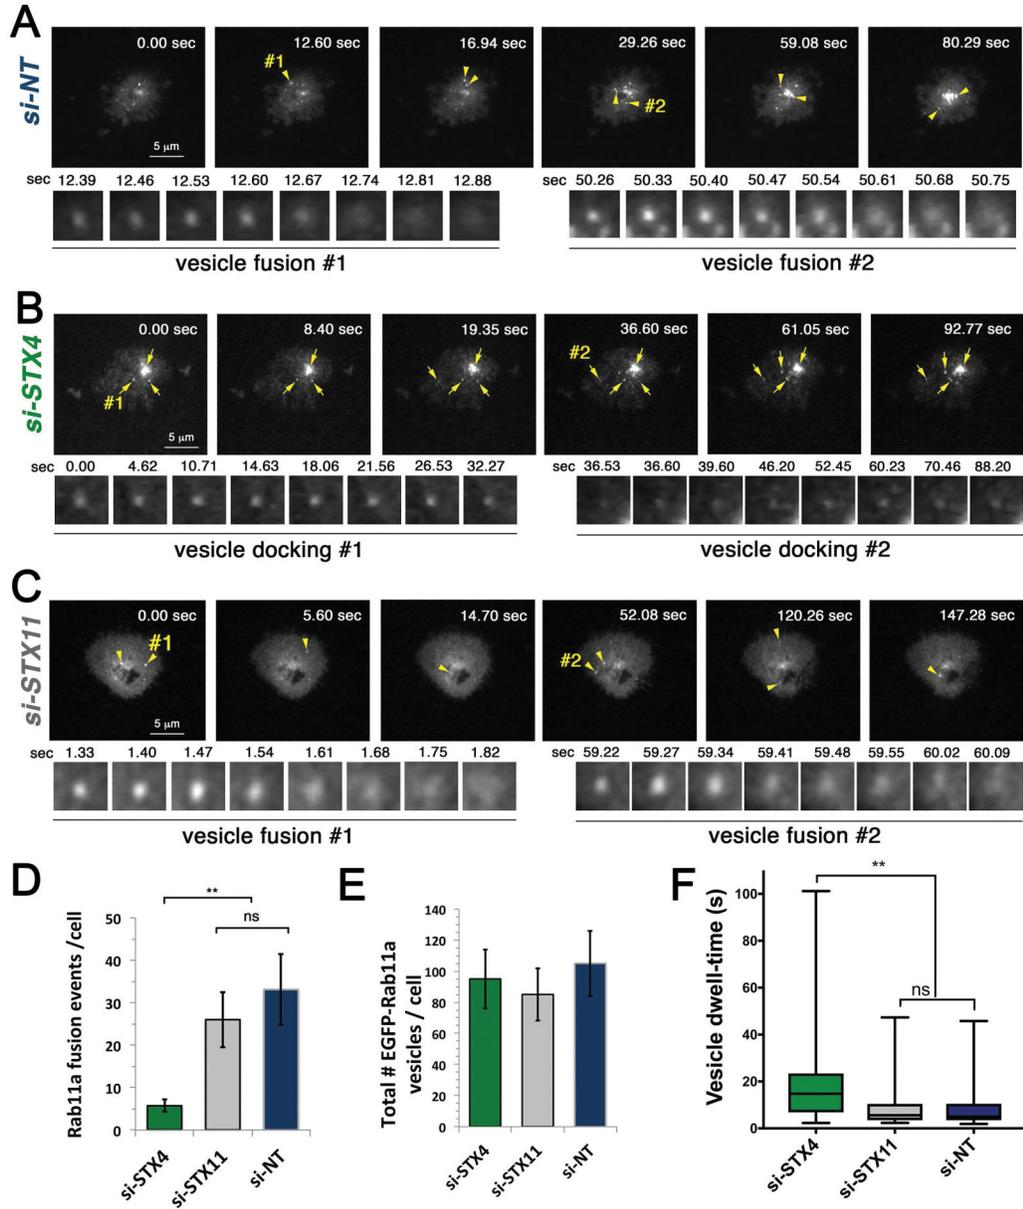 A
si-NT
0.00 sec
12.60 sec
16.94 sec
29.26 sec
59.08 sec
80.29 sec
#1
#2
5 µm
sec 12.39 12.46 12.53 12.60 12.67 12.74 12.81 12.88
sec 50.26 50.33 50.40 50.47 50.54 50.61 50.68 50.75
vesicle fusion #1
vesicle fusion #2
B
si-STX4
0.00 sec
8.40 sec
19.35 sec
36.60 sec
61.05 sec
92.77 sec
#2
#1
5 µm
sec 0.00 4.62 10.71 14.63 18.06 21.56 26.53 32.27
sec 36.53 36.60 39.60 46.20 52.45 60.23 70.46 88.20
vesicle docking #1
vesicle docking #2
C
si-STX11
0.00 sec
5.60 sec
14.70 sec
52.08 sec
120.26 sec
147.28 sec
#1
#2
5 µm
sec 1.33 1.40 1.47 1.54 1.61 1.68 1.75 1.82
sec 59.22 59.27 59.34 59.41 59.48 59.55 60.02 60.09
vesicle fusion #1
vesicle fusion #2
D
Rab11a fusion events /cell
50
40
30
20
10
0
**
ns
si-STX4
si-STX11
si-NT
E
Total # EGFP-Rab11a
vesicles / cell
140
120
100
80
60
40
20
0
si-STX4
si-STX11
si-NT
F
Vesicle dwell-time (s)
100
80
60
40
20
0
**
ns
si-STX4
si-STX11
si-NT